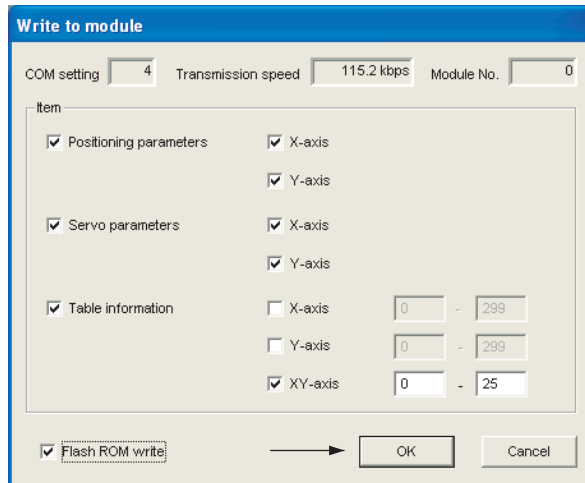 Write to module
COM setting 4 Transmission speed 115.2 kbps Module No. 0
Item
Positioning parameters X-axis
Y-axis
Servo parameters X-axis
Y-axis
Table information X-axis 0 - 299
Y-axis 0 - 299
XY-axis 0 - 25
Flash ROM write OK Cancel